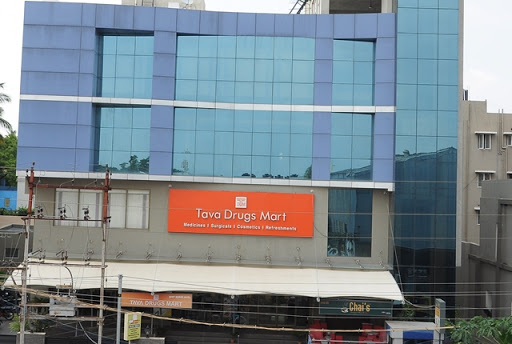 Tava Drugs Mart
Medicines I Surgicals I Cosmetics I Refreshments
TAVA DRUGS MART
Chai's